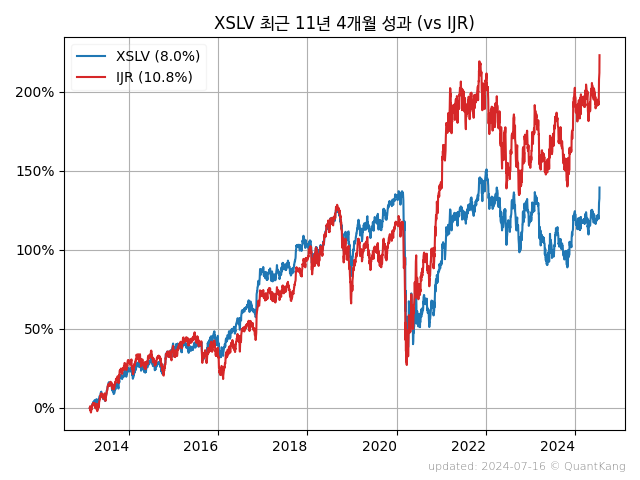 XSLV 최근 11년 4개월 성과 (vs IJR)
XSLV (8.0%)
IJR (10.8%)
200%
150%
100%
50%
0%
2014 2016 2018 2020 2022 2024
updated: 2024-07-16 © QuantKang